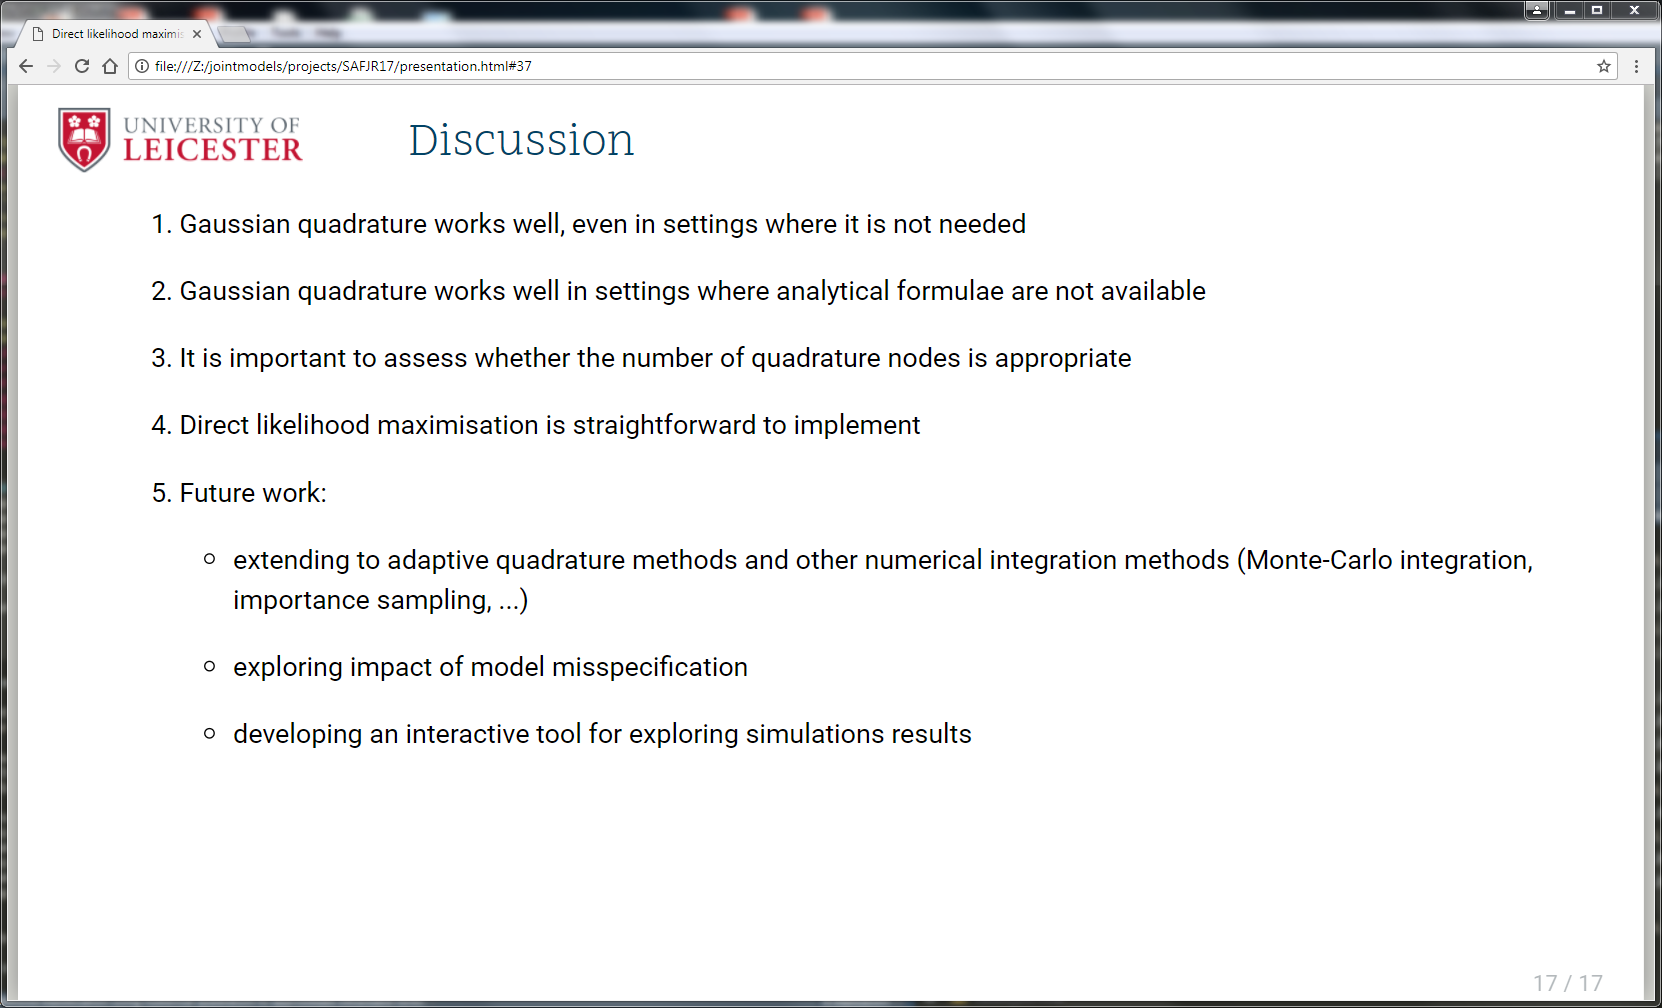 Direct likelihood maximis
file:///Z:/jointmodels/projects/SAFJR17/presentation.html#37
UNIVERSITY OF
LEICESTER
Discussion
1. Gaussian quadrature works well, even in settings where it is not needed
2. Gaussian quadrature works well in settings where analytical formulae are not available
3. It is important to assess whether the number of quadrature nodes is appropriate
4. Direct likelihood maximisation is straightforward to implement
5. Future work:
extending to adaptive quadrature methods and other numerical integration methods (Monte-Carlo integration,
importance sampling, ...)
exploring impact of model misspecification
developing an interactive tool for exploring simulations results
17 / 17